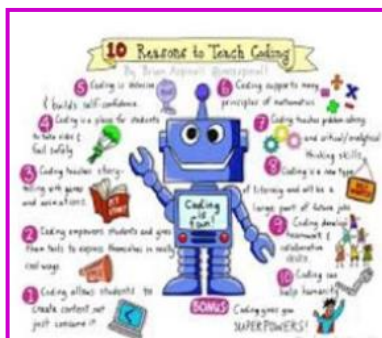 10 Reasons to Teach Coding
By Brian Aspinall @mraspinall
5 Coding is inclusive
& builds self-confidence.
6 Coding supports many
principles of mathematics
4 Coding is a place for students
to take risks &
fail safely
7 Coding teaches problem solving
and critical/analytical
thinking skills
3 Coding teaches story-
telling with games
and animations.
8 Coding is a new type
of literacy and will be a
large part of future jobs
Coding
is
fun!
2 Coding empowers students and gives
them tools to express themselves in really
cool ways.
9 Coding develops
teamwork &
collaborative
skills
1 Coding allows students to
create content, not
just consume it
10 Coding can
help humanity
BONUS: Coding gives you
SUPERPOWERS!